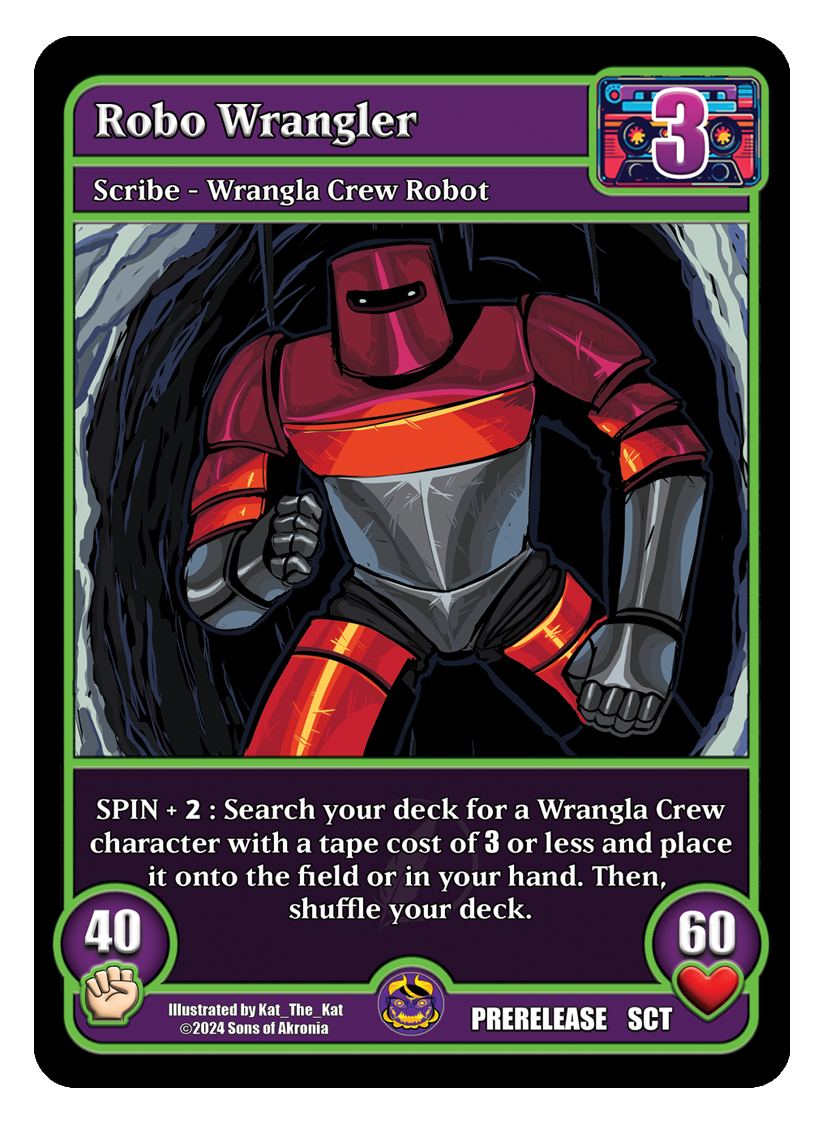 Robo Wrangler
3
Scribe - Wrangla Crew Robot
SPIN + 2 : Search your deck for a Wrangla Crew
character with a tape cost of 3 or less and place
it onto the field or in your hand. Then,
shuffle your deck.
40
60
Illustrated by Kat_The_Kat
©2024 Sons of Akronia
PRERELEASE SCT